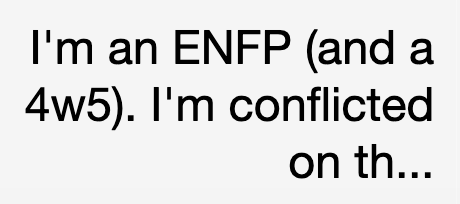 I'm an ENFP (and a
4w5). I'm conflicted
on th...